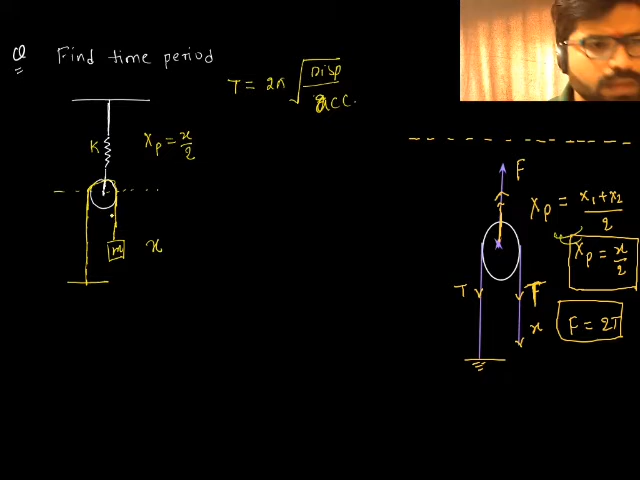 Q Find time period
T = 2π √ Disp / acc.
K
Xp = x/2
m
x
F
Xp = x1 + x2 / 2
Xp = x/2
T
T
x
F = 2T